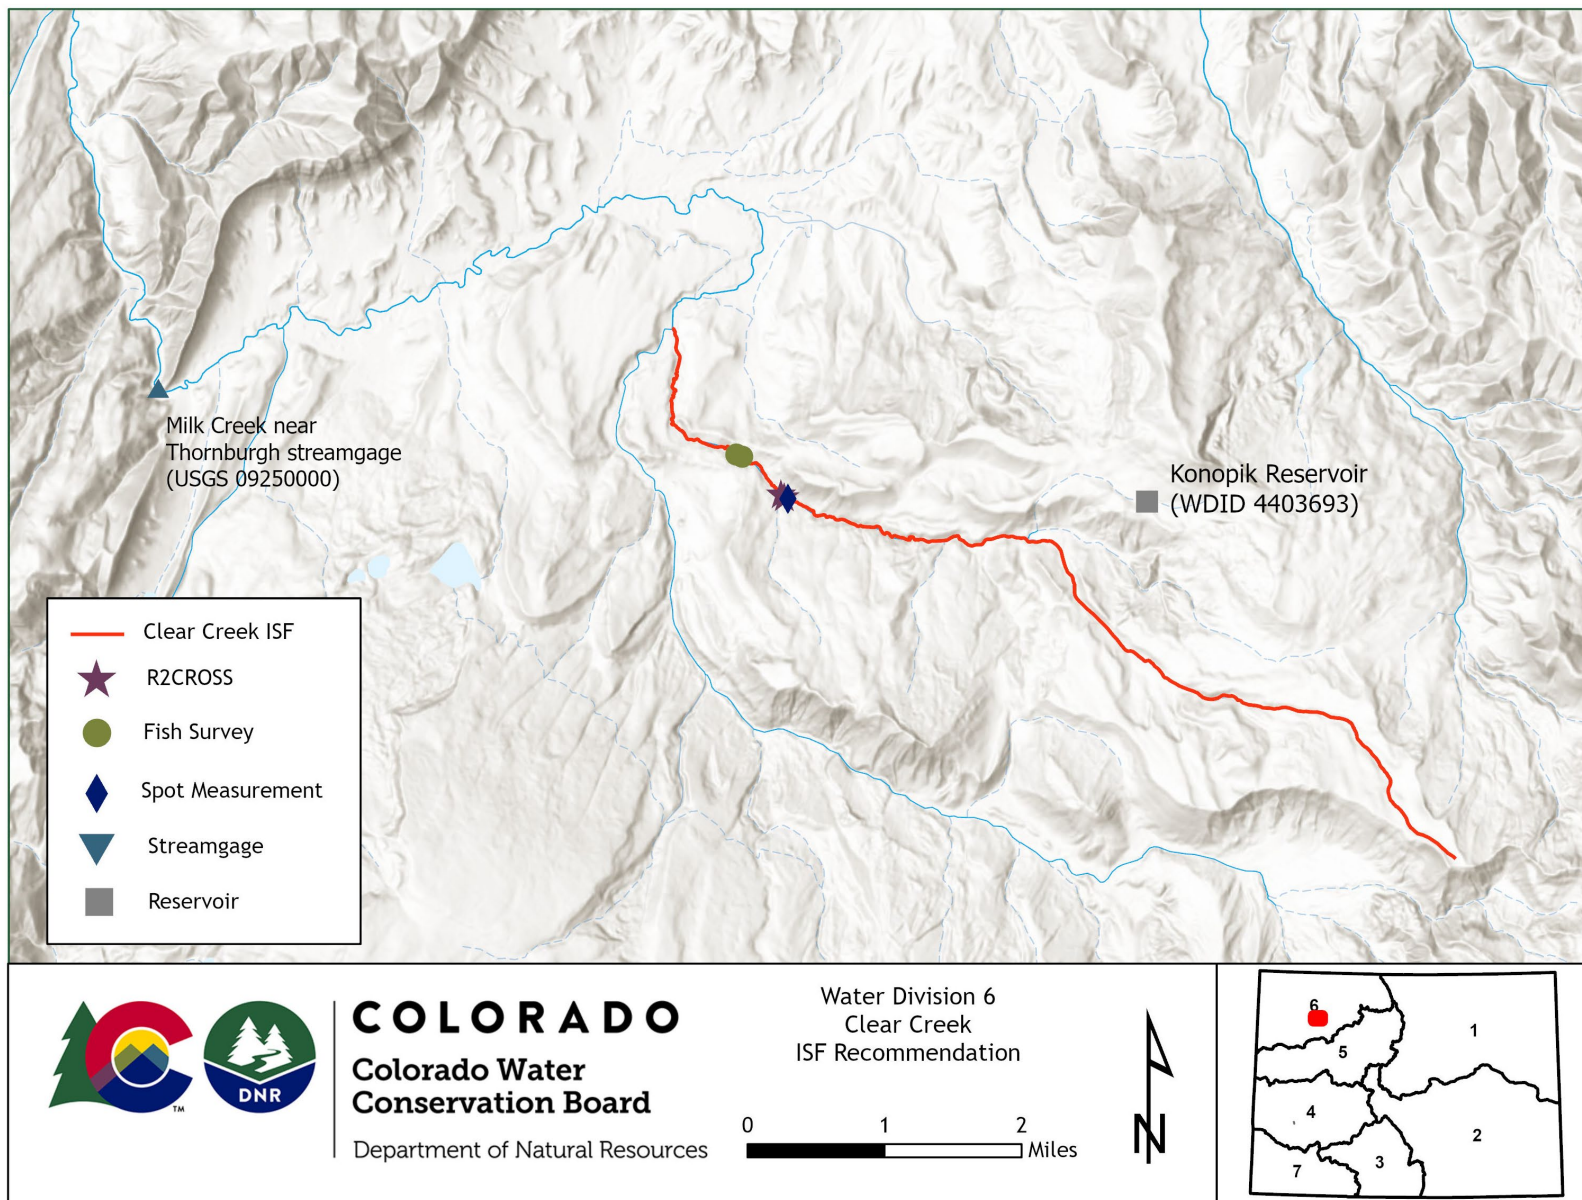 Milk Creek near
Thornburgh streamgage
(USGS 09250000)
Konopik Reservoir
(WDID 4403693)
Clear Creek ISF
R2CROSS
Fish Survey
Spot Measurement
Streamgage
Reservoir
TM
DNR
COLORADO
Colorado Water
Conservation Board
Department of Natural Resources
Water Division 6
Clear Creek
ISF Recommendation
0 1 2
Miles
N
6
1
5
4
2
3
7